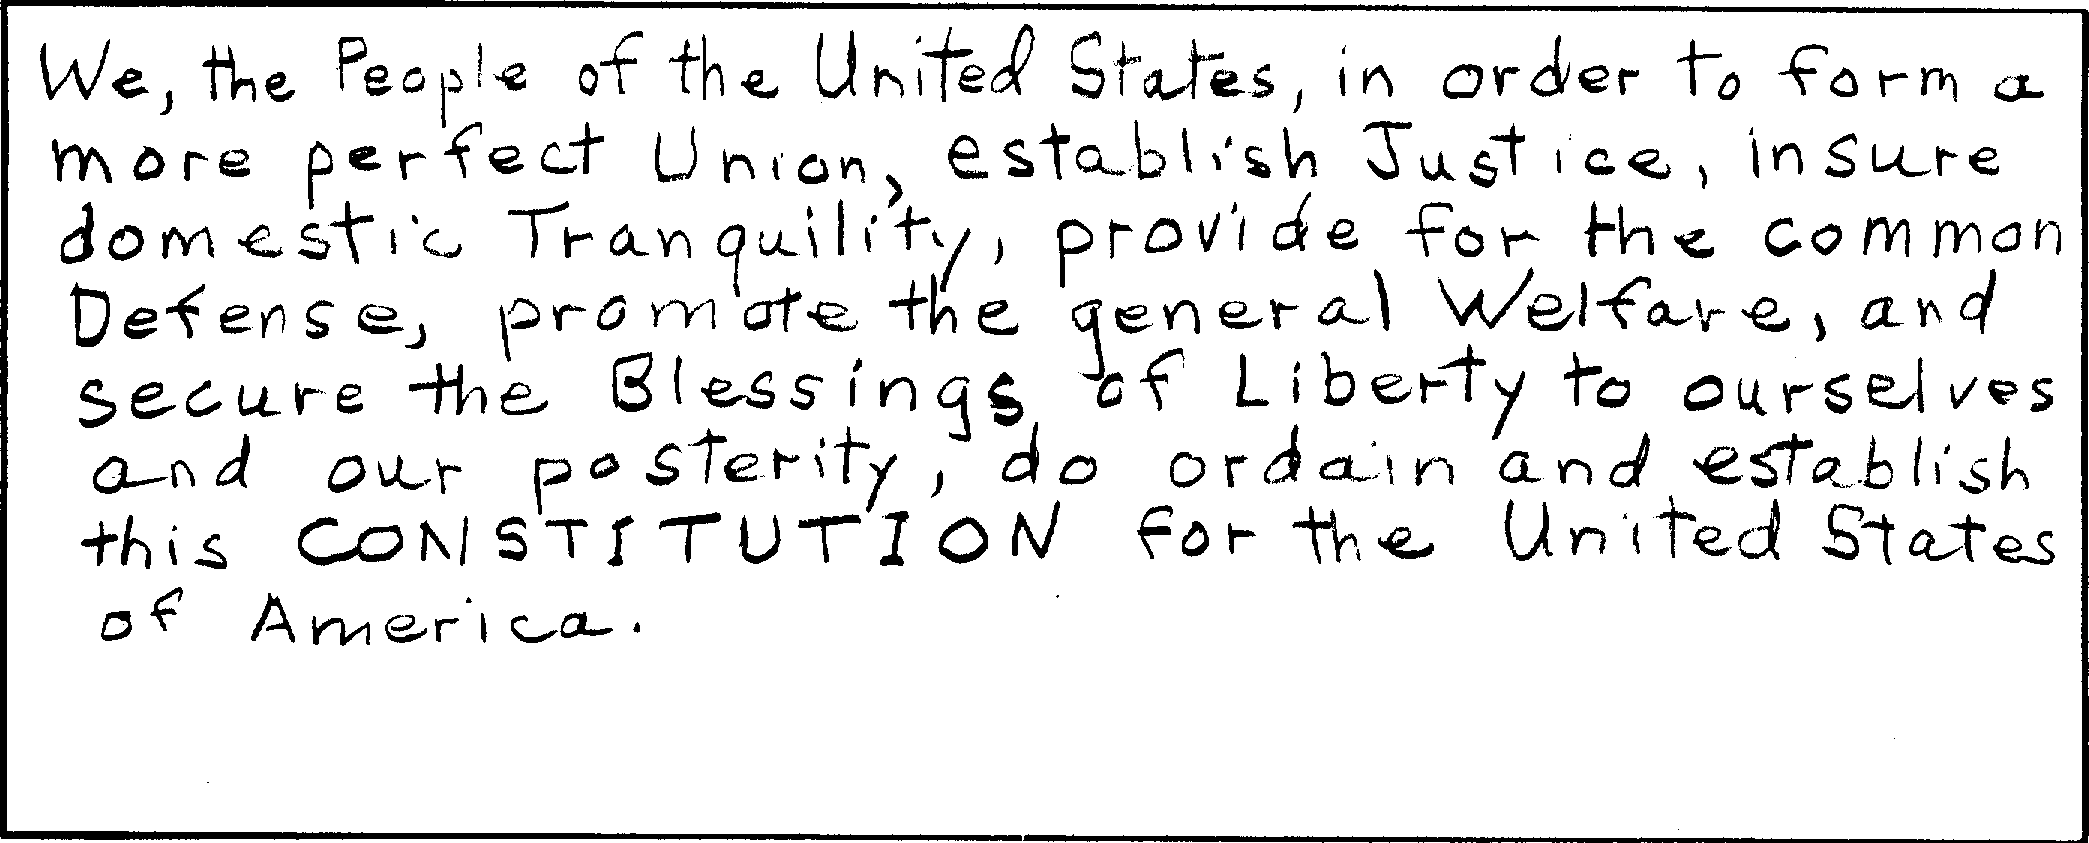 We, the People of the United States, in order to form a
more perfect Union, establish Justice, insure
domestic Tranquility, provide for the common
Defense, promote the general Welfare, and
secure the Blessings of Liberty to ourselves
and our posterity, do ordain and establish
this CONSTITUTION for the United States
of America.